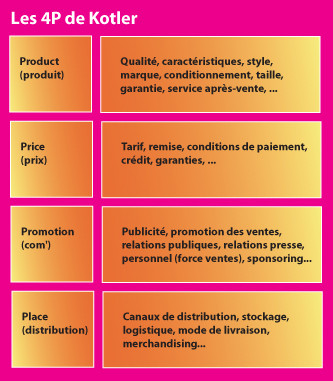 Les 4P de Kotler
Product
(produit)
Qualité, caractéristiques, style,
marque, conditionnement, taille,
garantie, service après-vente, ...
Price
(prix)
Tarif, remise, conditions de paiement,
crédit, garanties, ...
Promotion
(com')
Publicité, promotion des ventes,
relations publiques, relations presse,
personnel (force ventes), sponsoring...
Place
(distribution)
Canaux de distribution, stockage,
logistique, mode de livraison,
merchandising...